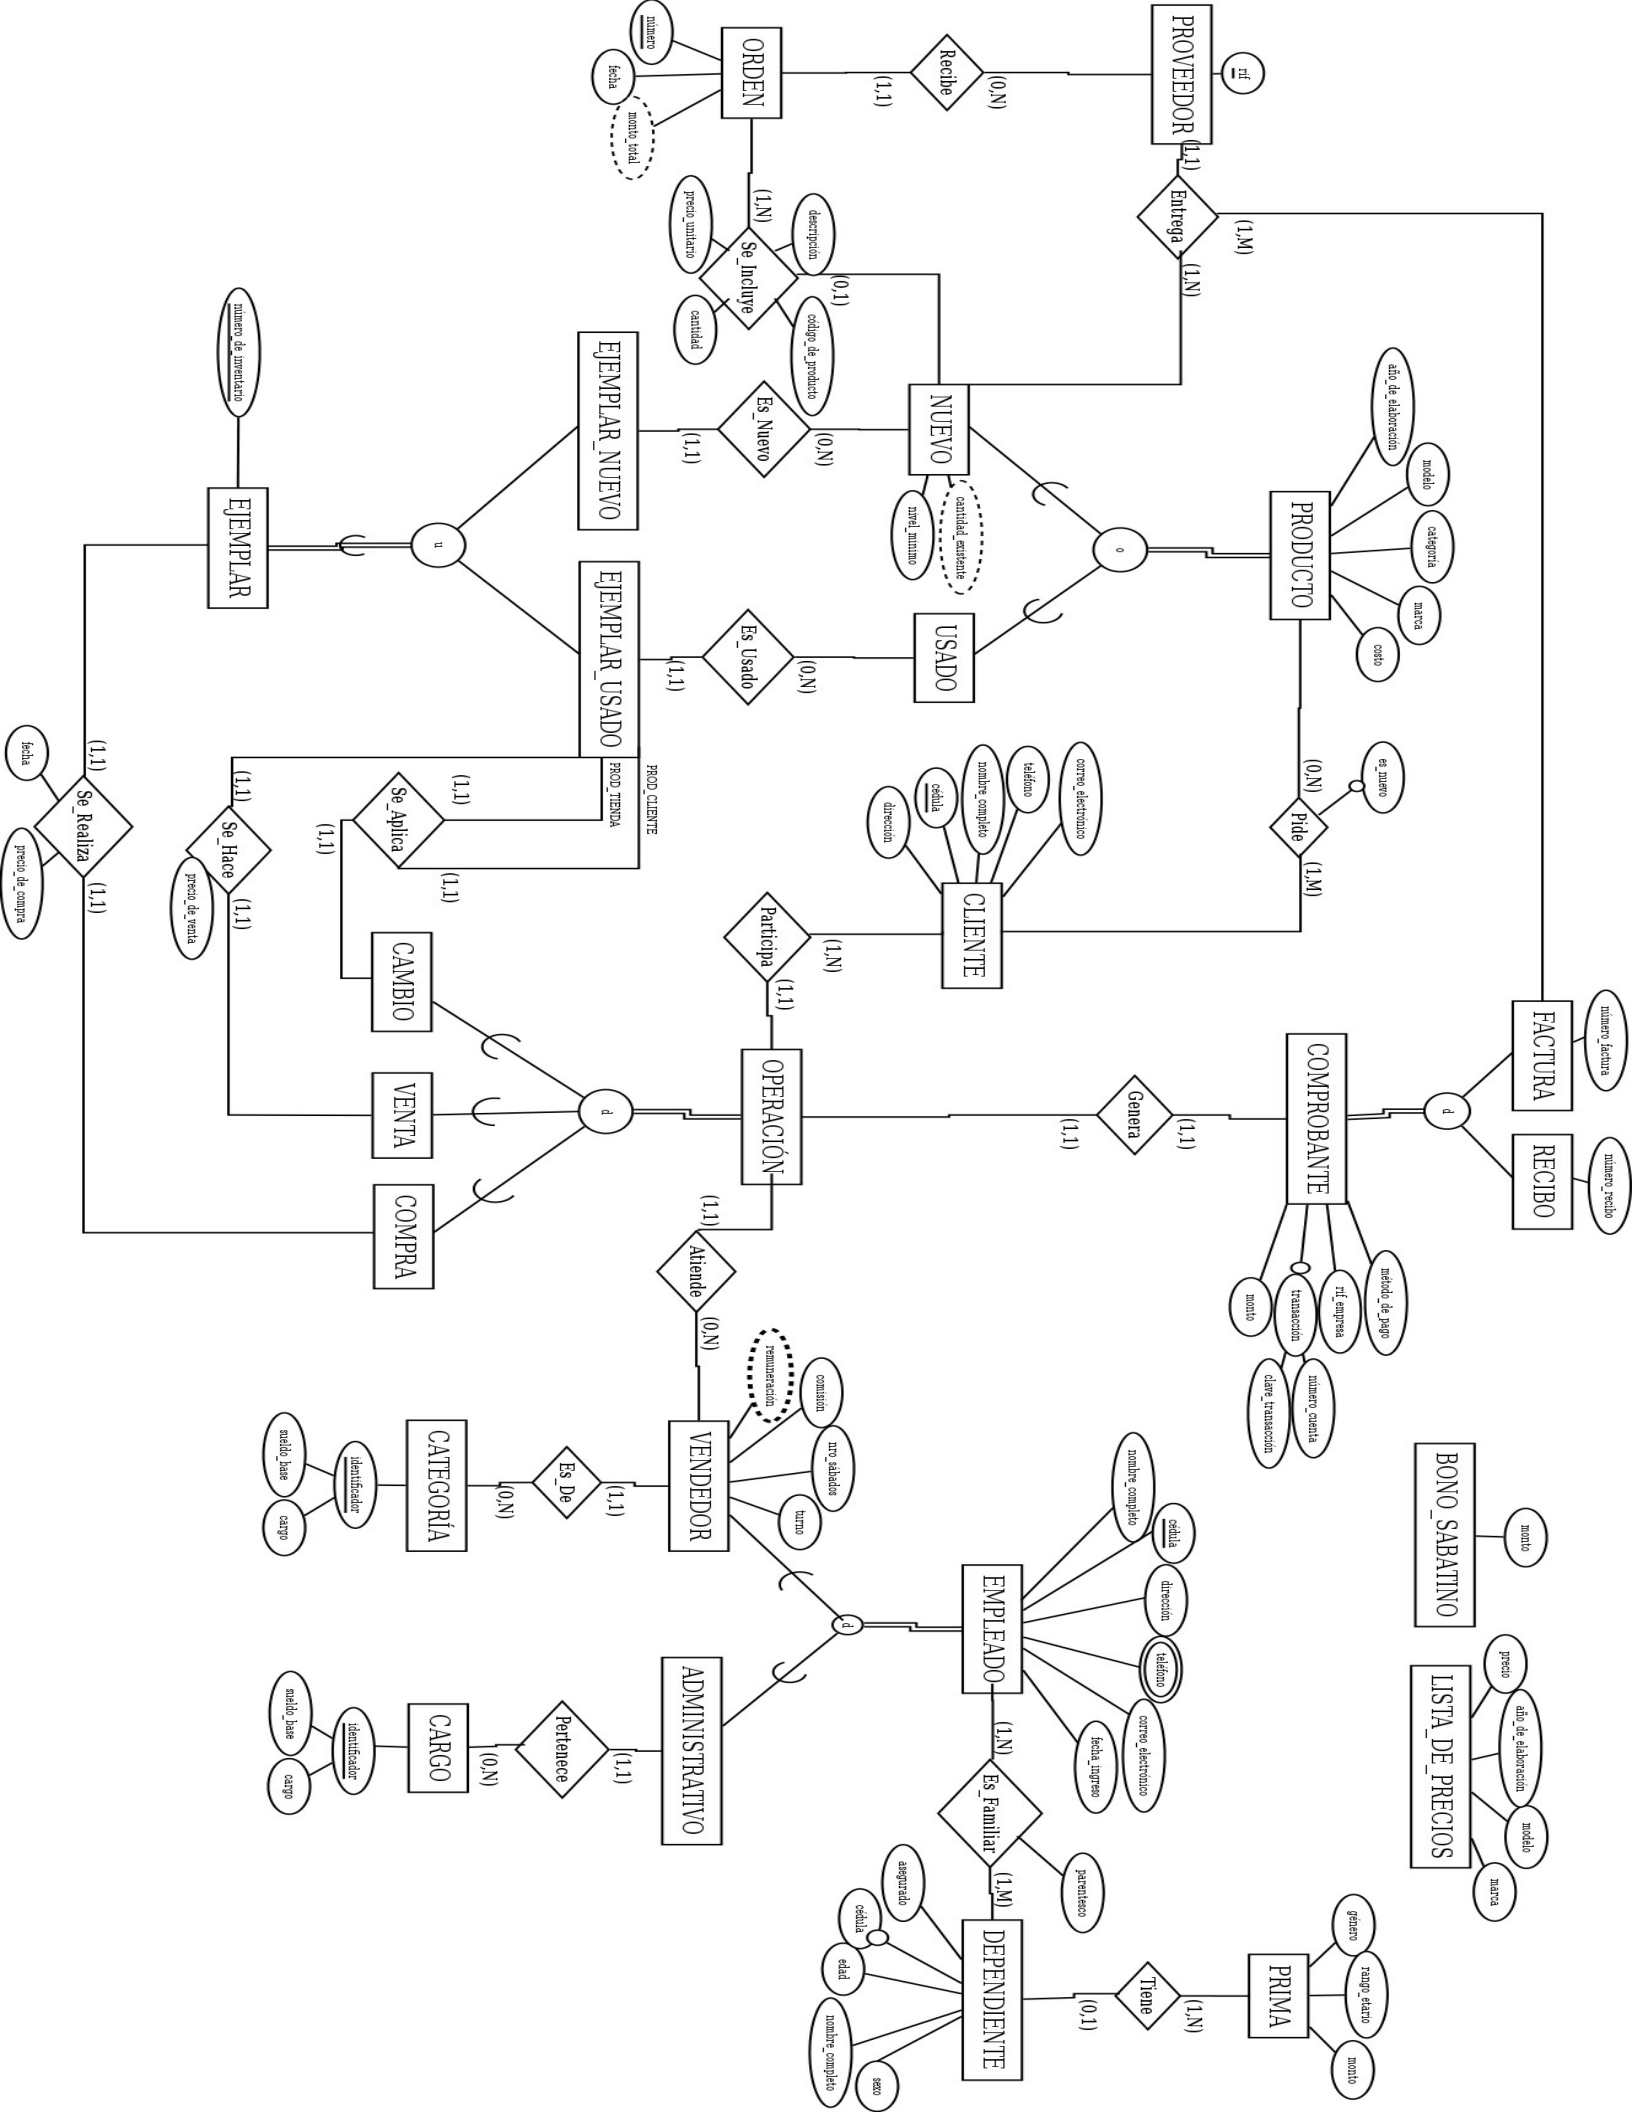 número_factura
número_recibo
FACTURA
RECIBO
d
monto
BONO_SABATINO
precio
año_de_elaboración
modelo
marca
LISTA_DE_PRECIOS
género
rango_etario
monto
PRIMA
(1,N)
Tiene
(0,1)
rif
PROVEEDOR
(1,1)
Entrega
(1,M)
(1,N)
(0,N)
Recibe
(1,1)
ORDEN
número
fecha
monto_total
(1,N)
Se_Incluye
descripción
precio_unitario
cantidad
código_de_producto
(0,1)
año_de_elaboración
modelo
categoría
marca
costo
PRODUCTO
es_nuevo
(0,N)
Pide
(1,M)
o
NUEVO
cantidad_existente
nivel_minimo
USADO
(0,N)
Es_Nuevo
(1,1)
(0,N)
Es_Usado
(1,1)
EJEMPLAR_NUEVO
EJEMPLAR_USADO
u
número_de_inventario
EJEMPLAR
PROD_CLIENTE
PROD_TIENDA
(1,1)
Se_Aplica
(1,1)
(1,1)
(1,1)
Se_Hace
precio_de_venta
(1,1)
(1,1)
Se_Realiza
fecha
precio_de_compra
(1,1)
correo_electrónico
teléfono
nombre_completo
cédula
dirección
CLIENTE
(1,N)
Participa
(1,1)
COMPROBANTE
método_de_pago
rif_empresa
transacción
monto
número_cuenta
clave_transacción
(1,1)
Genera
(1,1)
OPERACIÓN
d
CAMBIO
VENTA
COMPRA
(1,1)
Atiende
(0,N)
remuneración
comisión
nro_sábados
turno
VENDEDOR
(1,1)
Es_De
(0,N)
CATEGORÍA
identificador
sueldo_base
cargo
nombre_completo
cédula
dirección
teléfono
correo_electrónico
fecha_ingreso
EMPLEADO
d
ADMINISTRATIVO
(1,1)
Pertenece
(0,N)
CARGO
identificador
sueldo_base
cargo
(1,N)
Es_Familiar
parentesco
(1,M)
DEPENDIENTE
asegurado
cédula
edad
nombre_completo
sexo